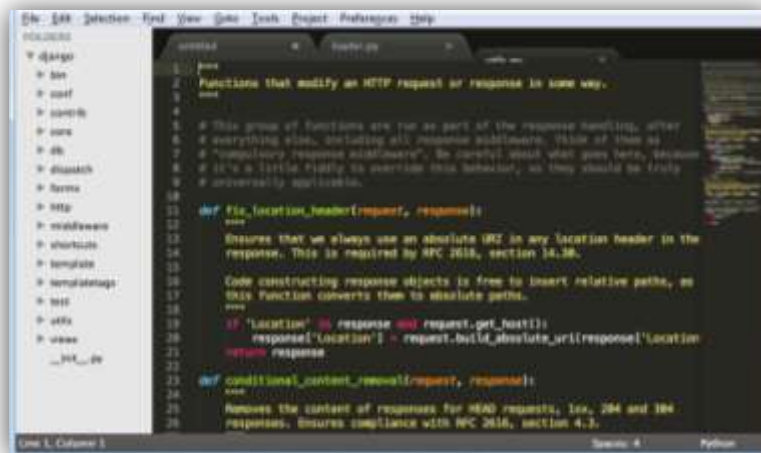 File Edit Selection Find View Goto Tools Project Preferences Help
FOLDERS
django
bin
conf
contrib
core
db
dispatch
forms
http
middleware
shortcuts
template
templatetags
test
utils
views
__init__.py
untitled
header.py
1 """
2 Functions that modify an HTTP request or response in some way.
3 """
4
5 # This group of functions are run as part of the response handling, after
6 # everything else, including all response middleware. Think of them as
7 # "compulsory response middleware". Be careful about what goes here, because
8 # it's a little fiddly to override this behavior, so they should be truly
9 # universally applicable.
10
11 def fix_location_header(request, response):
12 """
13 Ensures that we always use an absolute URI in any location header in the
14 response. This is required by RFC 2616, section 14.30.
15
16 Code constructing response objects is free to insert relative paths, as
17 this function converts them to absolute paths.
18 """
19 if 'Location' in response and request.get_host():
20 response['Location'] = request.build_absolute_uri(response['Location
21 return response
22
23 def conditional_content_removal(request, response):
24 """
25 Removes the content of responses for HEAD requests, 1xx, 204 and 304
26 responses. Ensures compliance with RFC 2616, section 4.3.
Line 1, Column 1
Spaces: 4
Python